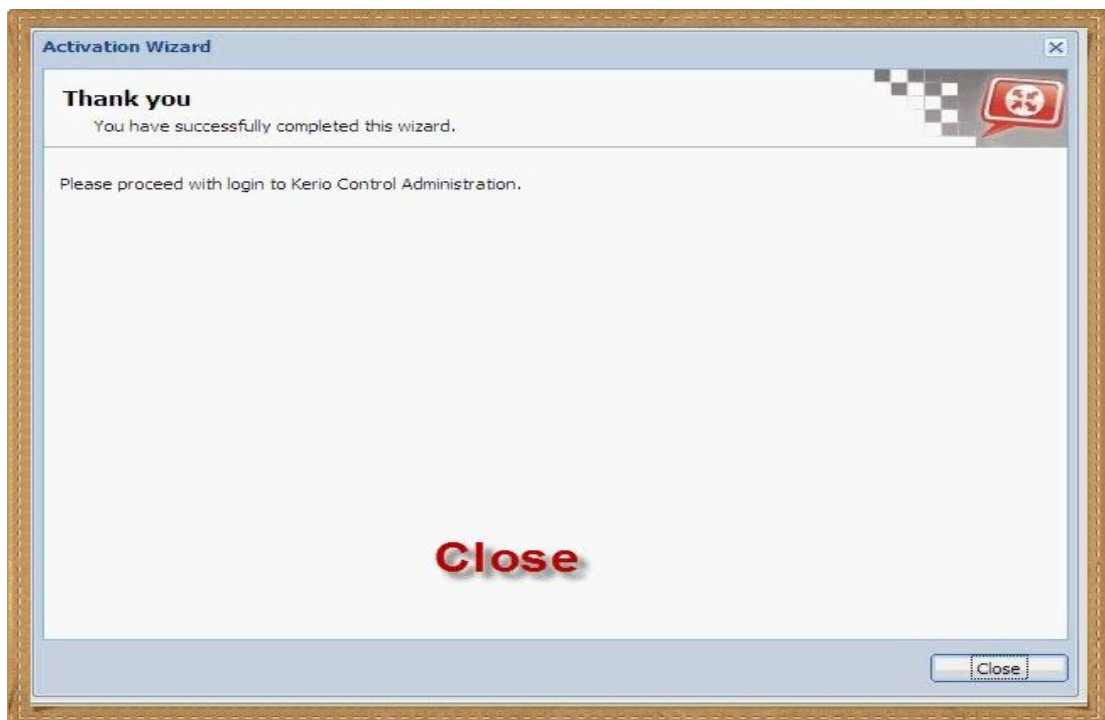 Activation Wizard
Thank you
You have successfully completed this wizard.
Please proceed with login to Kerio Control Administration.
Close
Close